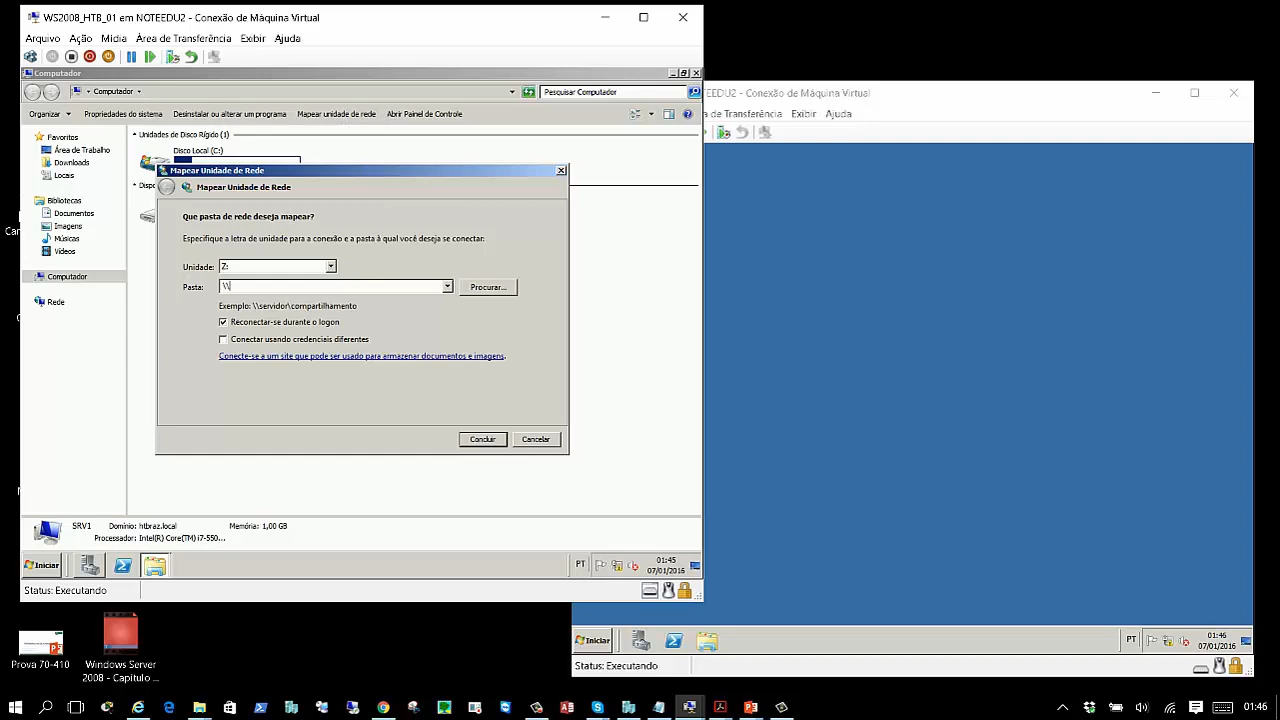 WS2008_HTB_01 em NOTEEDU2 - Conexão de Máquina Virtual
Arquivo Ação Mídia Área de Transferência Exibir Ajuda
Computador
Computador
Pesquisar Computador
Organizar Propriedades do sistema Desinstalar ou alterar um programa Mapear unidade de rede Abrir Painel de Controle
Favoritos
Área de Trabalho
Downloads
Locais
Bibliotecas
Documentos
Imagens
Músicas
Vídeos
Computador
Rede
Unidades de Disco Rígido (1)
Disco Local (C:)
Mapear Unidade de Rede
Mapear Unidade de Rede
Que pasta de rede deseja mapear?
Especifique a letra de unidade para a conexão e a pasta à qual você deseja se conectar:
Unidade: Z:
Pasta: \\
Procurar...
Exemplo: \\servidor\compartilhamento
Reconectar-se durante o logon
Conectar usando credenciais diferentes
Conecte-se a um site que pode ser usado para armazenar documentos e imagens.
Concluir Cancelar
SRV1 Domínio: htbraz.local Memória: 1,00 GB
Processador: Intel(R) Core(TM) i7-550...
Iniciar
PT
01:45
07/01/2016
Status: Executando
TEEDU2 - Conexão de Máquina Virtual
a de Transferência Exibir Ajuda
Iniciar
PT
01:46
07/01/2016
Status: Executando
Prova 70-410
Windows Server
2008 - Capitulo ...
01:46